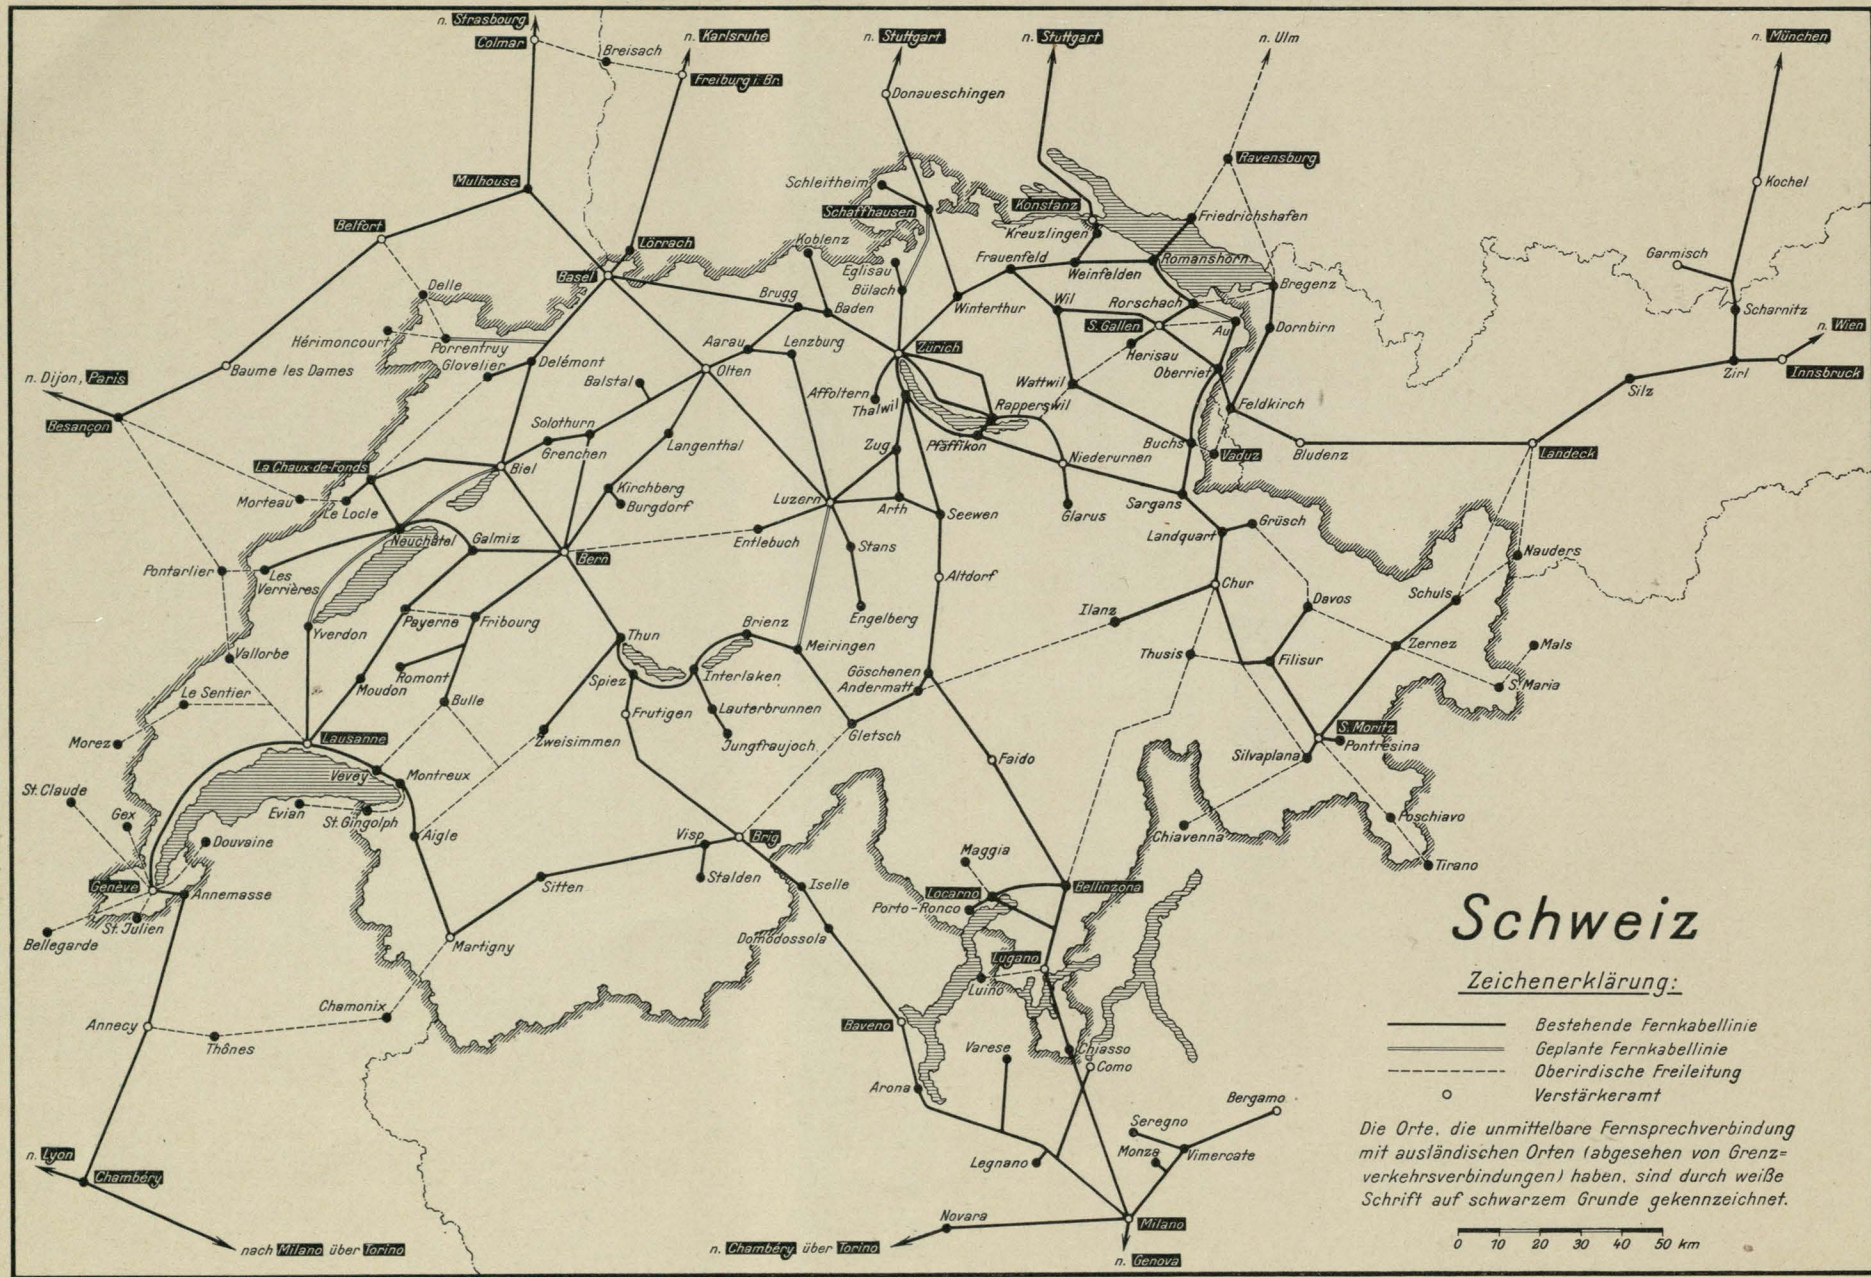 n. Strasbourg
Colmar
Breisach
n. Karlsruhe
Freiburg i. Br.
n. Stuttgart
Donaueschingen
n. Stuttgart
n. Ulm
n. München
Ravensburg
Kochel
Mulhouse
Schleitheim
Schaffhausen
Konstanz
Kreuzlingen
Friedrichshafen
Belfort
Lörrach
Koblenz
Basel
Eglisau
Frauenfeld
Weinfelden
Romanshorn
Garmisch
Delle
Brugg
Baden
Bülach
Winterthur
Wil
Rorschach
Bregenz
Scharnitz
n. Wien
Hérimoncourt
Porrentruy
Aarau
Lenzburg
Zürich
S. Gallen
Au
Dornbirn
Herisau
Glovelier
Delémont
Baume les Dames
Olten
Oberriet
Zirl
Innsbruck
n. Dijon, Paris
Balstal
Affoltern
Thalwil
Rapperswil
Wattwil
Feldkirch
Silz
Besançon
Solothurn
Grenchen
Langenthal
Zug
Pfäffikon
Niederurnen
Buchs
Vaduz
Bludenz
Landeck
La Chaux-de-Fonds
Biel
Morteau
Le Locle
Kirchberg
Burgdorf
Luzern
Arth
Seewen
Glarus
Sargans
Neuchâtel
Galmiz
Bern
Entlebuch
Stans
Landquart
Grüsch
Nauders
Pontarlier
Les
Verrières
Altdorf
Chur
Engelberg
Ilanz
Davos
Schuls
Yverdon
Payerne
Fribourg
Thun
Brienz
Meiringen
Vallorbe
Romont
Moudon
Thusis
Filisur
Zernez
Mals
Le Sentier
Bulle
Spiez
Interlaken
Göschenen
Andermatt
S. Maria
Frutigen
Lauterbrunnen
Morez
Lausanne
Zweisimmen
Jungfraujoch
Gletsch
S. Moritz
Pontresina
Silvaplana
Faido
Vevey
Montreux
St. Claude
Gex
Evian
St. Gingolph
Aigle
Visp
Brig
Poschiavo
Chiavenna
Douvaine
Maggia
Tirano
Genève
Annemasse
Sitten
Stalden
Iselle
Locarno
Bellinzona
Porto-Ronco
St. Julien
Bellegarde
Martigny
Domodossola
Lugano
Luino
Chamonix
Annecy
Thônes
Baveno
Varese
Chiasso
Como
Arona
Bergamo
Seregno
Monza
Vimercate
Legnano
n. Lyon
Chambéry
nach Milano über Torino
Novara
n. Chambéry über Torino
Milano
n. Genova
Schweiz
Zeichenerklärung:
Bestehende Fernkabellinie
Geplante Fernkabellinie
Oberirdische Freileitung
Verstärkeramt
Die Orte, die unmittelbare Fernsprechverbindung
mit ausländischen Orten (abgesehen von Grenz=
verkehrsverbindungen) haben, sind durch weiße
Schrift auf schwarzem Grunde gekennzeichnet.
0 10 20 30 40 50 km